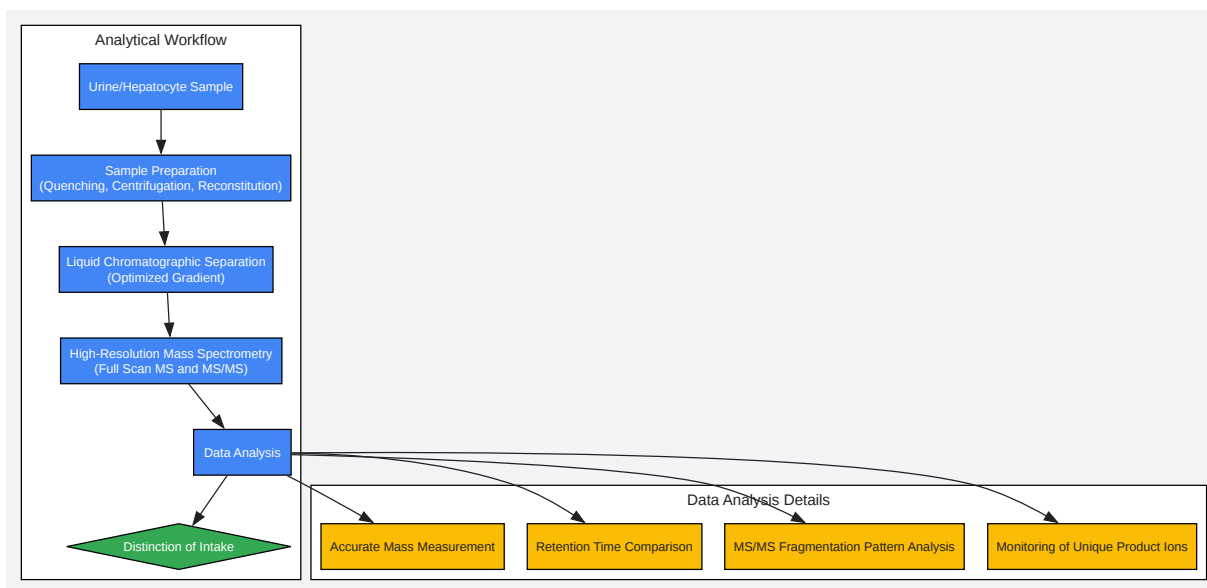 Analytical Workflow
Urine/Hepatocyte Sample
Sample Preparation
(Quenching, Centrifugation, Reconstitution)
Liquid Chromatographic Separation
(Optimized Gradient)
High-Resolution Mass Spectrometry
(Full Scan MS and MS/MS)
Data Analysis
Distinction of Intake
Data Analysis Details
Accurate Mass Measurement
Retention Time Comparison
MS/MS Fragmentation Pattern Analysis
Monitoring of Unique Product Ions